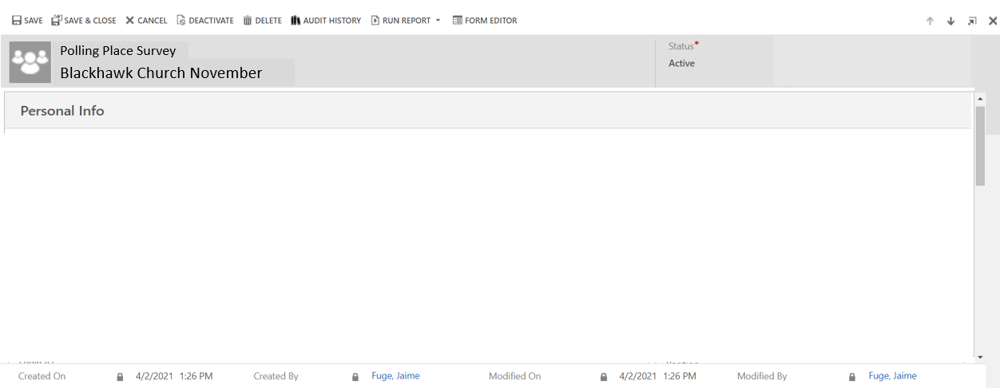 SAVE SAVE & CLOSE CANCEL DEACTIVATE DELETE AUDIT HISTORY RUN REPORT FORM EDITOR
Polling Place Survey
Blackhawk Church November
Status*
Active
Personal Info
Created On 4/2/2021 1:26 PM Created By Fuge, Jaime Modified On 4/2/2021 1:26 PM Modified By Fuge, Jaime